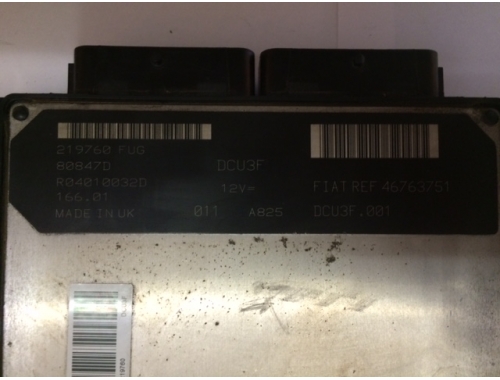 219760 FUG
80847D
DCU3F
R04010032D
12V=
FIAT REF 46763751
166.01
MADE IN UK
011
A825
DCU3F.001